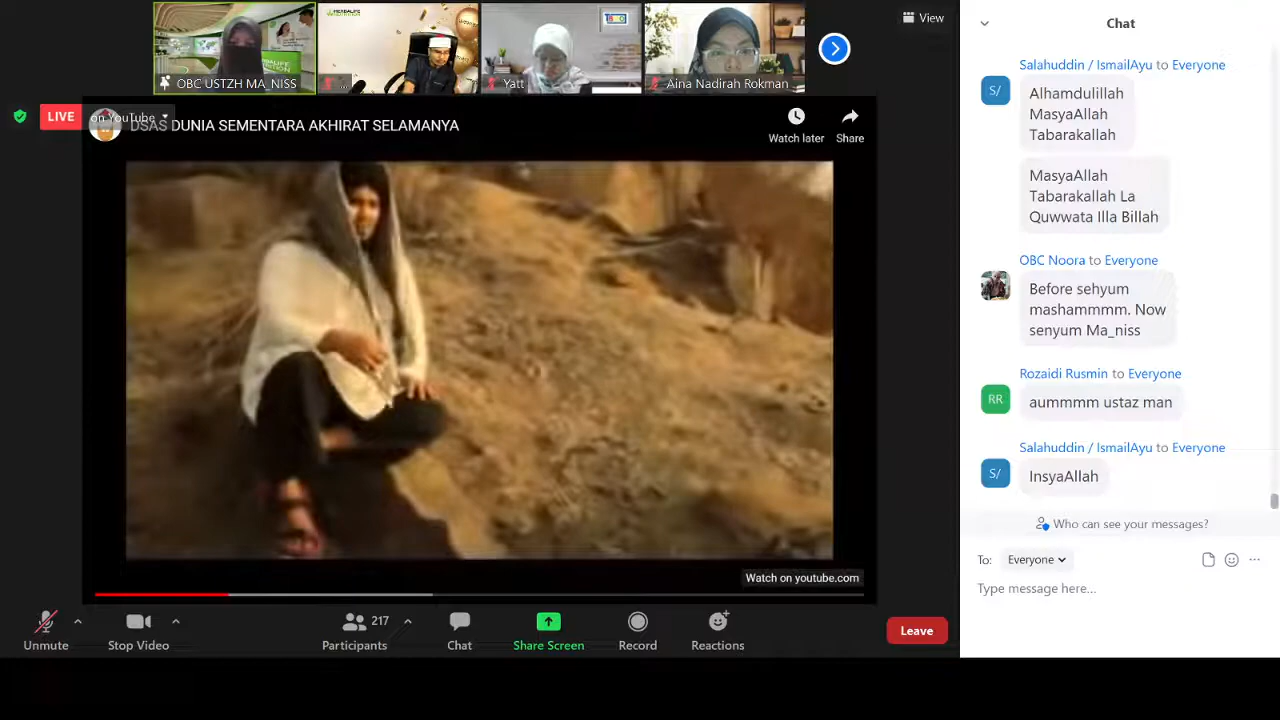 HERBALIFE
NUTRITION
View
OBC USTZH MA_NISS
...
Yatt
Aina Nadirah Rokman
LIVE
on YouTube
DSAS DUNIA SEMENTARA AKHIRAT SELAMANYA
Watch later
Share
Watch on youtube.com
Unmute
Stop Video
217
Participants
Chat
Share Screen
Record
Reactions
Leave
Chat
Salahuddin / IsmailAyu to Everyone
S/
Alhamdulillah
MasyaAllah
Tabarakallah
MasyaAllah
Tabarakallah La
Quwwata Illa Billah
OBC Noora to Everyone
Before sehyum
mashammmm. Now
senyum Ma_niss
Rozaidi Rusmin to Everyone
RR
aummmm ustaz man
Salahuddin / IsmailAyu to Everyone
S/
InsyaAllah
Who can see your messages?
To:
Everyone
Type message here...